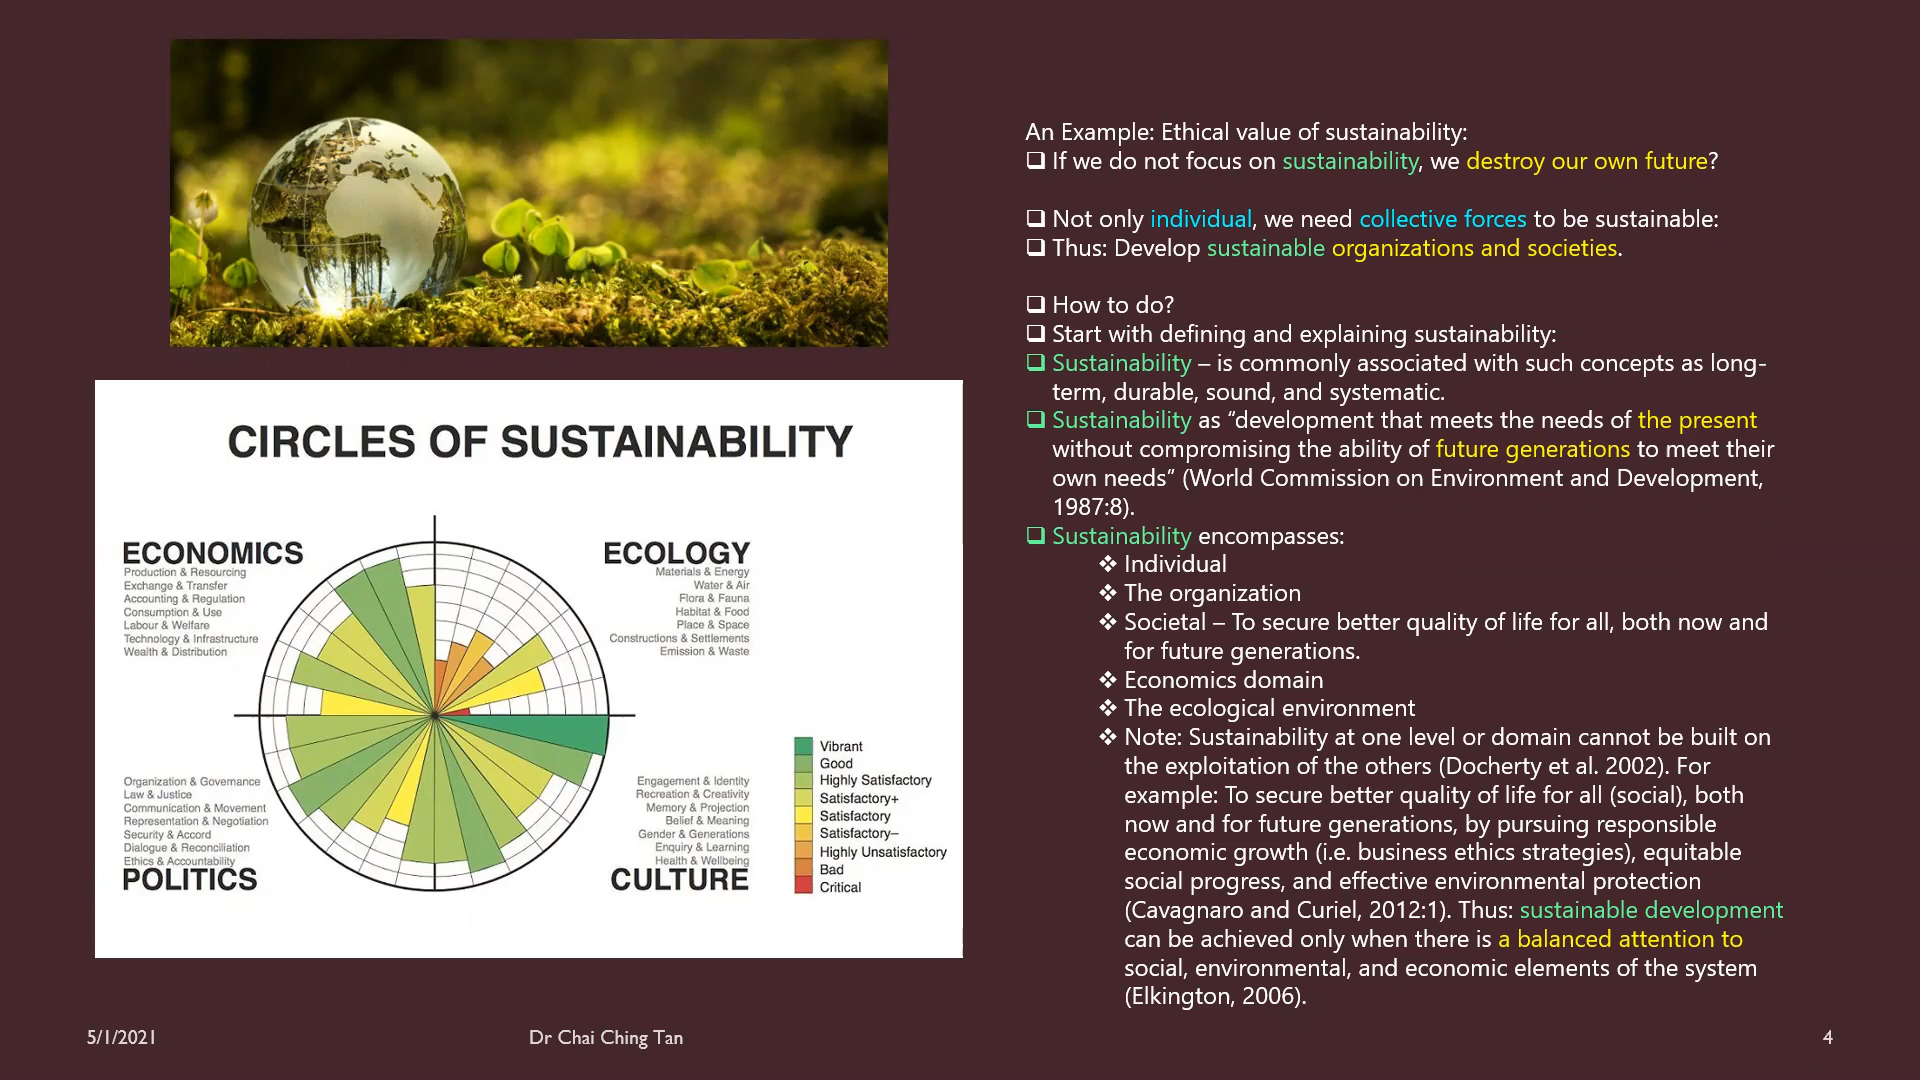 CIRCLES OF SUSTAINABILITY
ECONOMICS
Production & Resourcing
Exchange & Transfer
Accounting & Regulation
Consumption & Use
Labour & Welfare
Technology & Infrastructure
Wealth & Distribution
ECOLOGY
Materials & Energy
Water & Air
Flora & Fauna
Habitat & Food
Place & Space
Constructions & Settlements
Emission & Waste
Organization & Governance
Law & Justice
Communication & Movement
Representation & Negotiation
Security & Accord
Dialogue & Reconciliation
Ethics & Accountability
POLITICS
Engagement & Identity
Recreation & Creativity
Memory & Projection
Belief & Meaning
Gender & Generations
Enquiry & Learning
Health & Wellbeing
CULTURE
Vibrant
Good
Highly Satisfactory
Satisfactory+
Satisfactory
Satisfactory–
Highly Unsatisfactory
Bad
Critical
An Example: Ethical value of sustainability:
❑ If we do not focus on sustainability, we destroy our own future?
❑ Not only individual, we need collective forces to be sustainable:
❑ Thus: Develop sustainable organizations and societies.
❑ How to do?
❑ Start with defining and explaining sustainability:
❑ Sustainability – is commonly associated with such concepts as long-
term, durable, sound, and systematic.
❑ Sustainability as “development that meets the needs of the present
without compromising the ability of future generations to meet their
own needs” (World Commission on Environment and Development,
1987:8).
❑ Sustainability encompasses:
❖ Individual
❖ The organization
❖ Societal – To secure better quality of life for all, both now and
for future generations.
❖ Economics domain
❖ The ecological environment
❖ Note: Sustainability at one level or domain cannot be built on
the exploitation of the others (Docherty et al. 2002). For
example: To secure better quality of life for all (social), both
now and for future generations, by pursuing responsible
economic growth (i.e. business ethics strategies), equitable
social progress, and effective environmental protection
(Cavagnaro and Curiel, 2012:1). Thus: sustainable development
can be achieved only when there is a balanced attention to
social, environmental, and economic elements of the system
(Elkington, 2006).
5/1/2021
Dr Chai Ching Tan
4